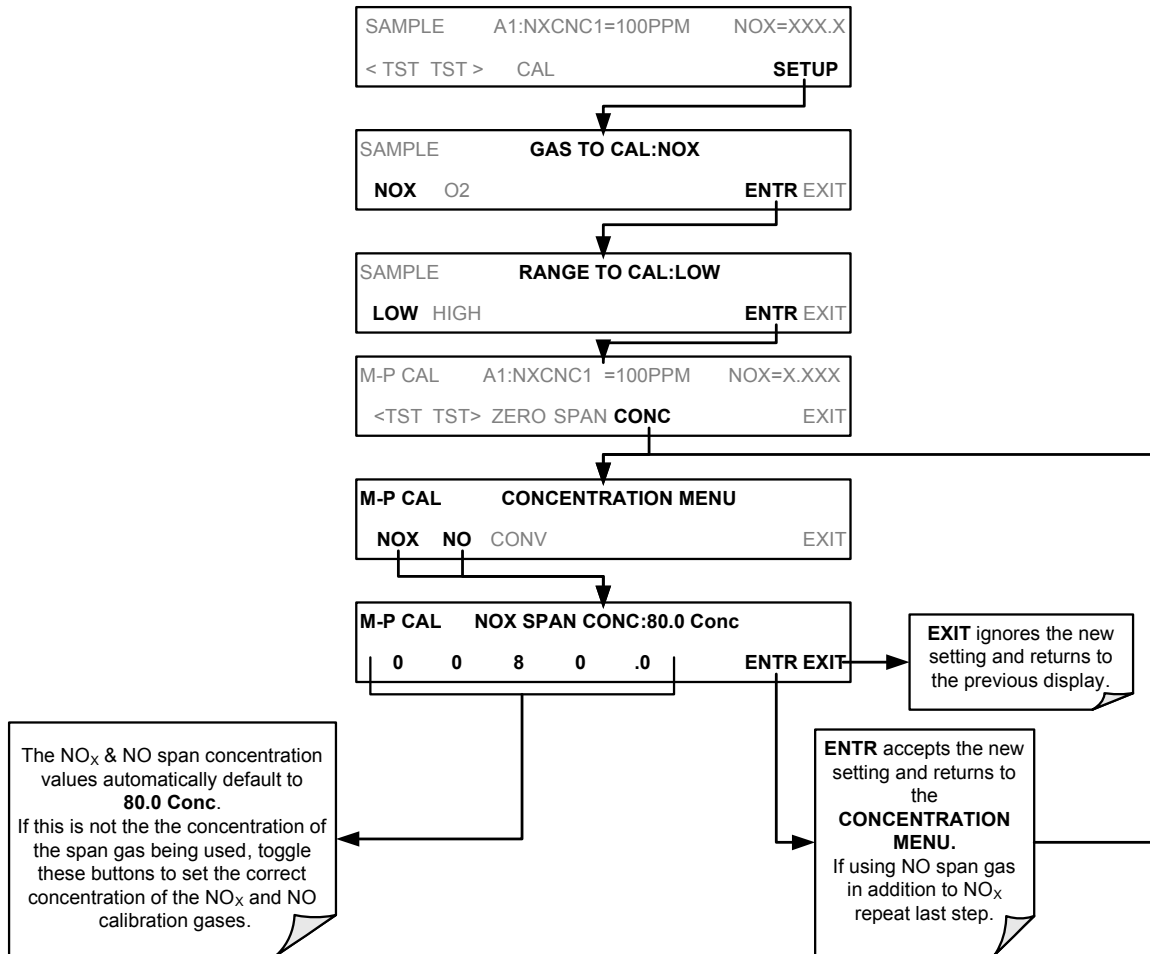 SAMPLE A1:NXCNC1=100PPM NOX=XXX.X
< TST TST > CAL SETUP
SAMPLE GAS TO CAL:NOX
NOX O2 ENTR EXIT
SAMPLE RANGE TO CAL:LOW
LOW HIGH ENTR EXIT
M-P CAL A1:NXCNC1 =100PPM NOX=X.XXX
<TST TST> ZERO SPAN CONC EXIT
M-P CAL CONCENTRATION MENU
NOX NO CONV EXIT
M-P CAL NOX SPAN CONC:80.0 Conc
0 0 8 0 .0 ENTR EXIT
EXIT ignores the new
setting and returns to
the previous display.
The NOX & NO span concentration
values automatically default to
80.0 Conc.
If this is not the the concentration of
the span gas being used, toggle
these buttons to set the correct
concentration of the NOX and NO
calibration gases.
ENTR accepts the new
setting and returns to
the
CONCENTRATION
MENU.
If using NO span gas
in addition to NOX
repeat last step.